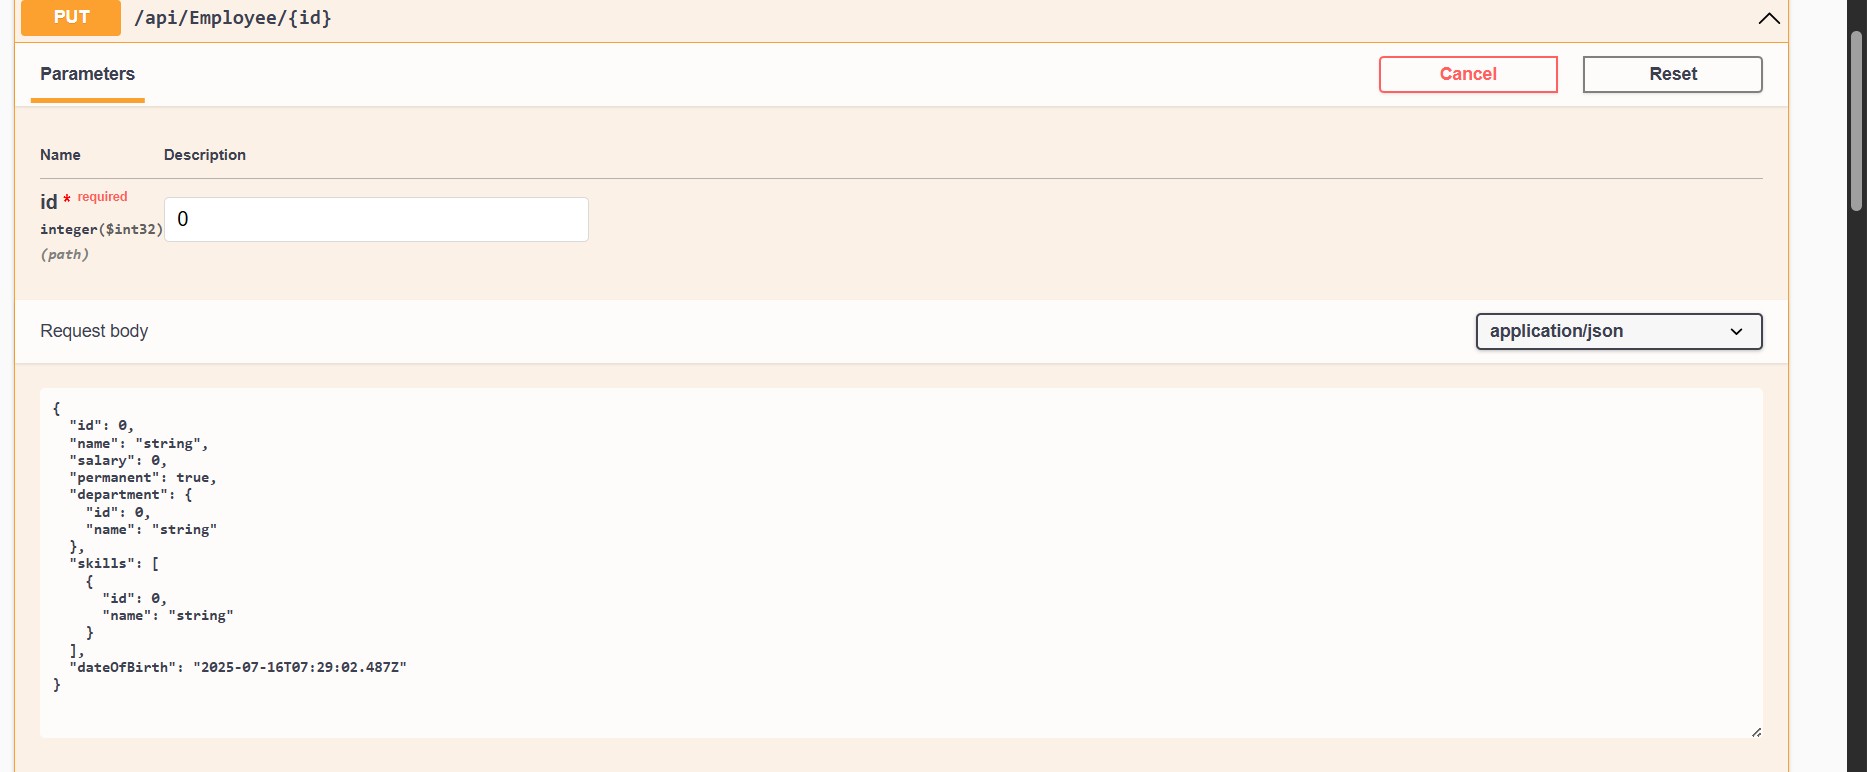 PUT /api/Employee/{id}
Parameters
Cancel
Reset
Name Description
id * required
integer($int32)
(path)
0
Request body
application/json
{
  "id": 0,
  "name": "string",
  "salary": 0,
  "permanent": true,
  "department": {
    "id": 0,
    "name": "string"
  },
  "skills": [
    {
      "id": 0,
      "name": "string"
    }
  ],
  "dateOfBirth": "2025-07-16T07:29:02.487Z"
}